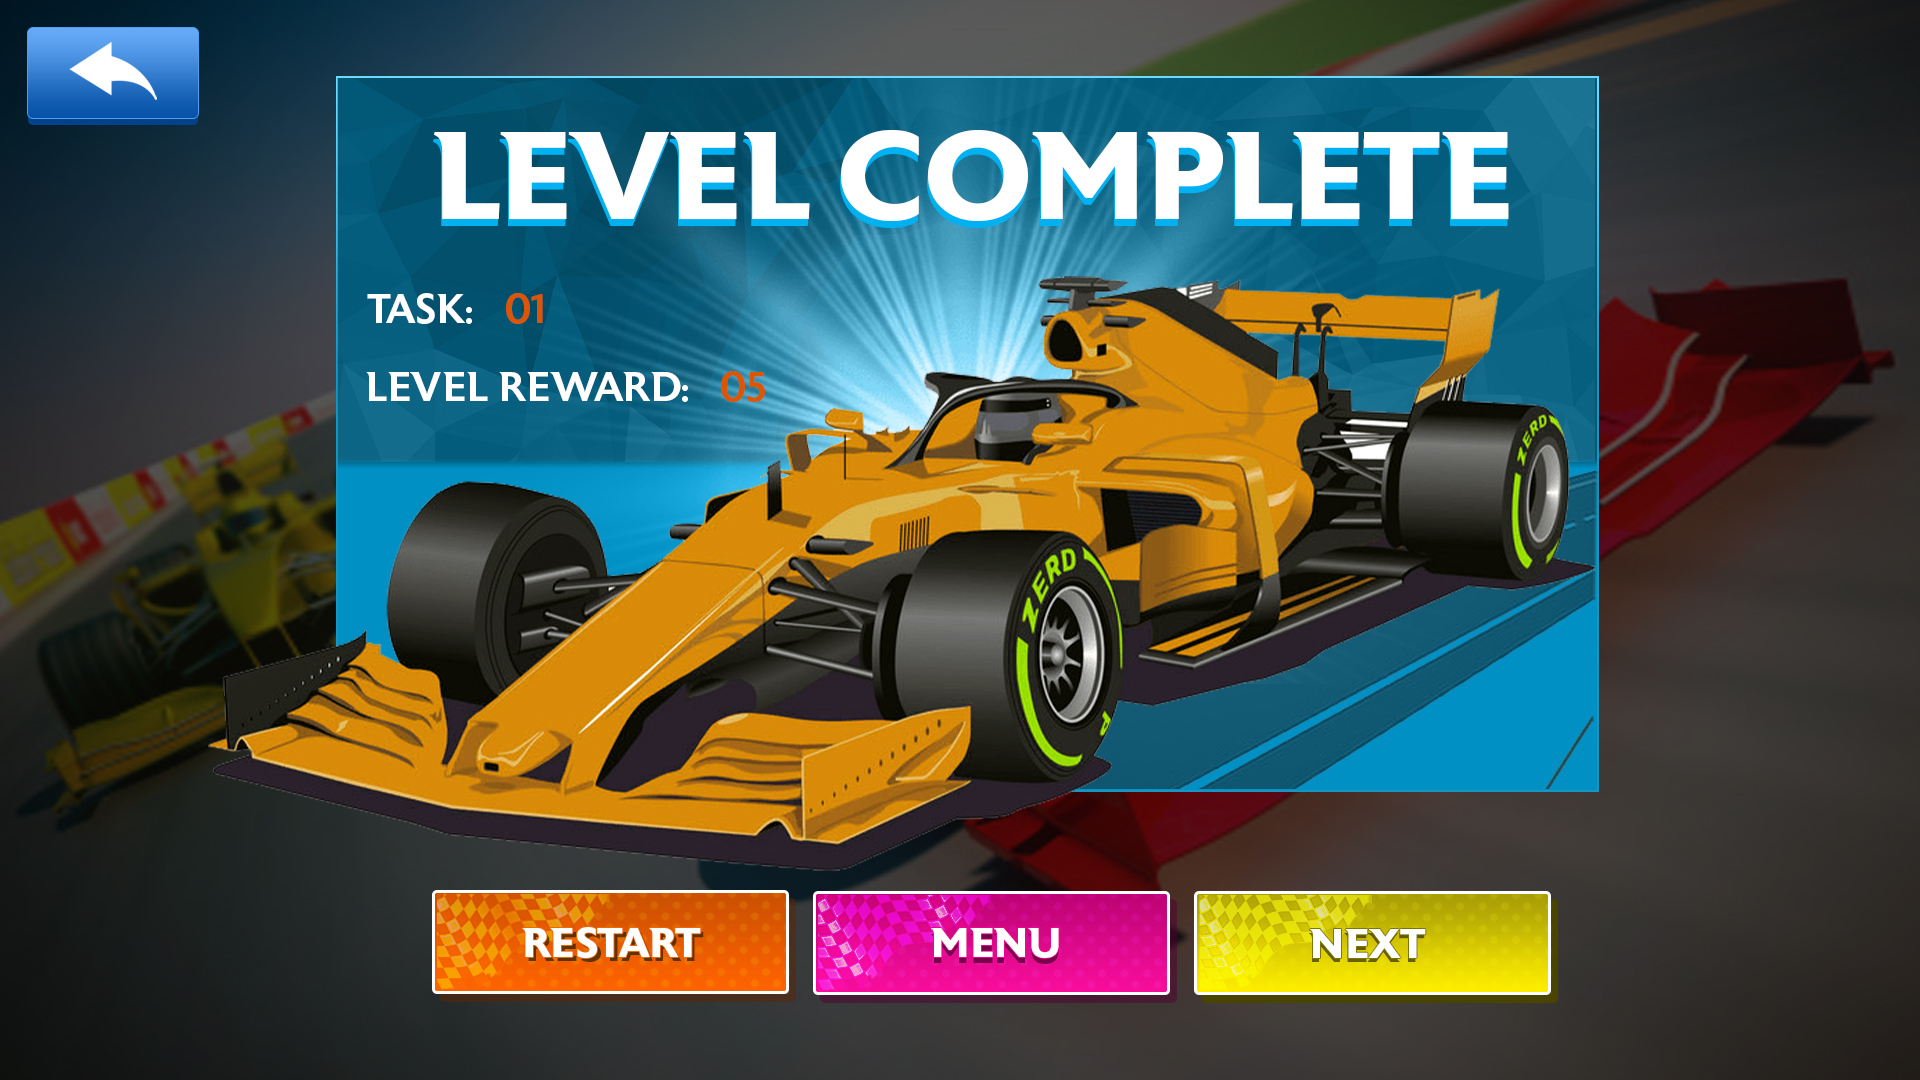 LEVEL COMPLETE
TASK: 01
LEVEL REWARD: 05
ZERD
ZERD
P
RESTART
MENU
NEXT